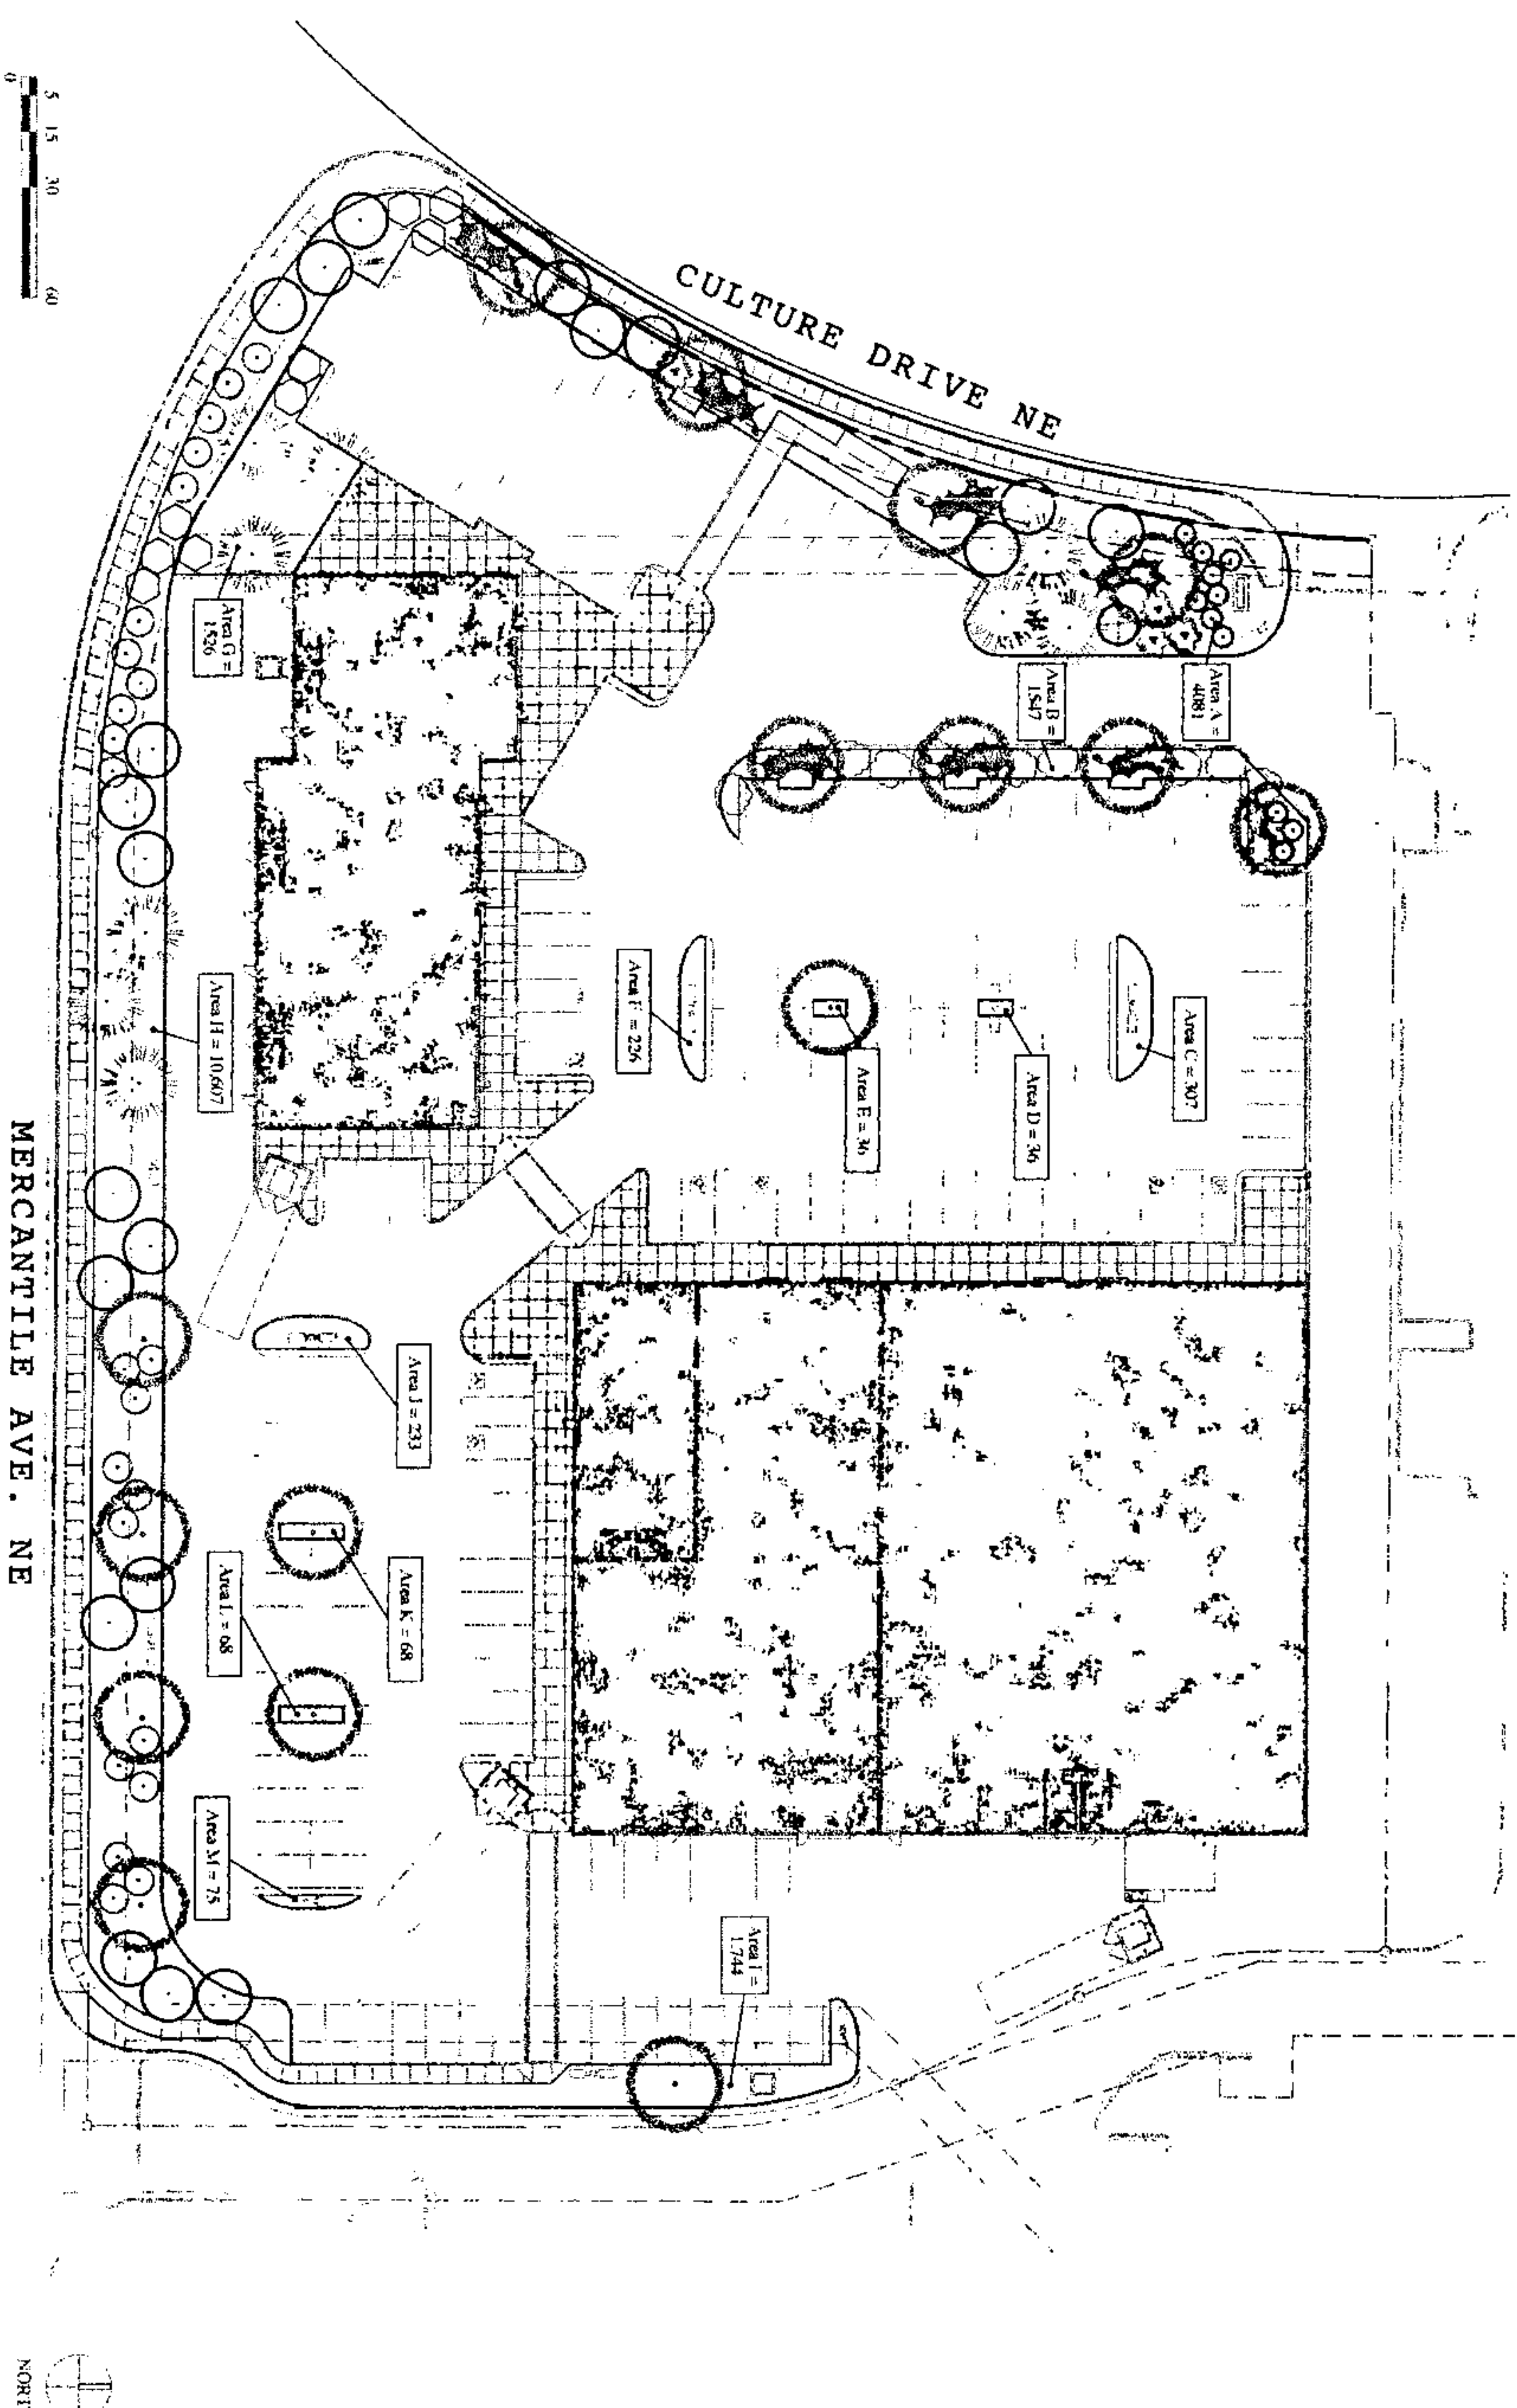 CULTURE DRIVE NE
Area A =
4081
Area B =
1547
Area C = 307
Area D = 36
Area E = 36
Area F = 226
Area G =
1526
Area H = 10,607
Area I =
1,744
Area J = 233
Area K = 68
Area L = 68
Area M = 75
MERCANTILE AVE. NE
0 5 15 30 60